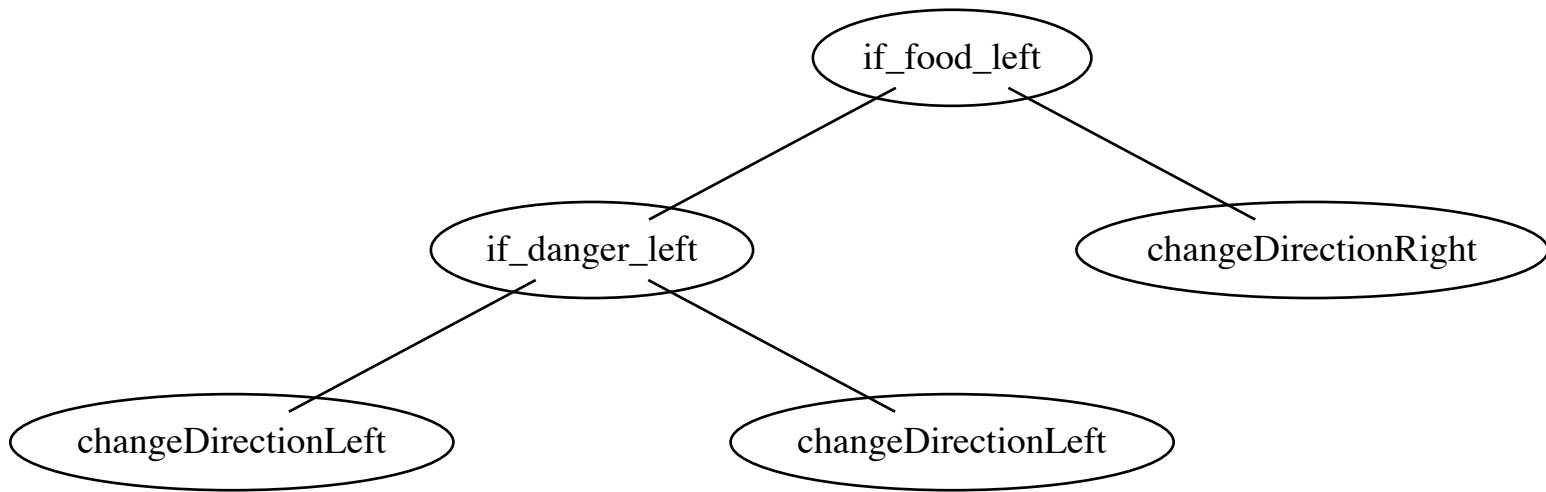 if_food_left
if_danger_left
changeDirectionRight
changeDirectionLeft
changeDirectionLeft